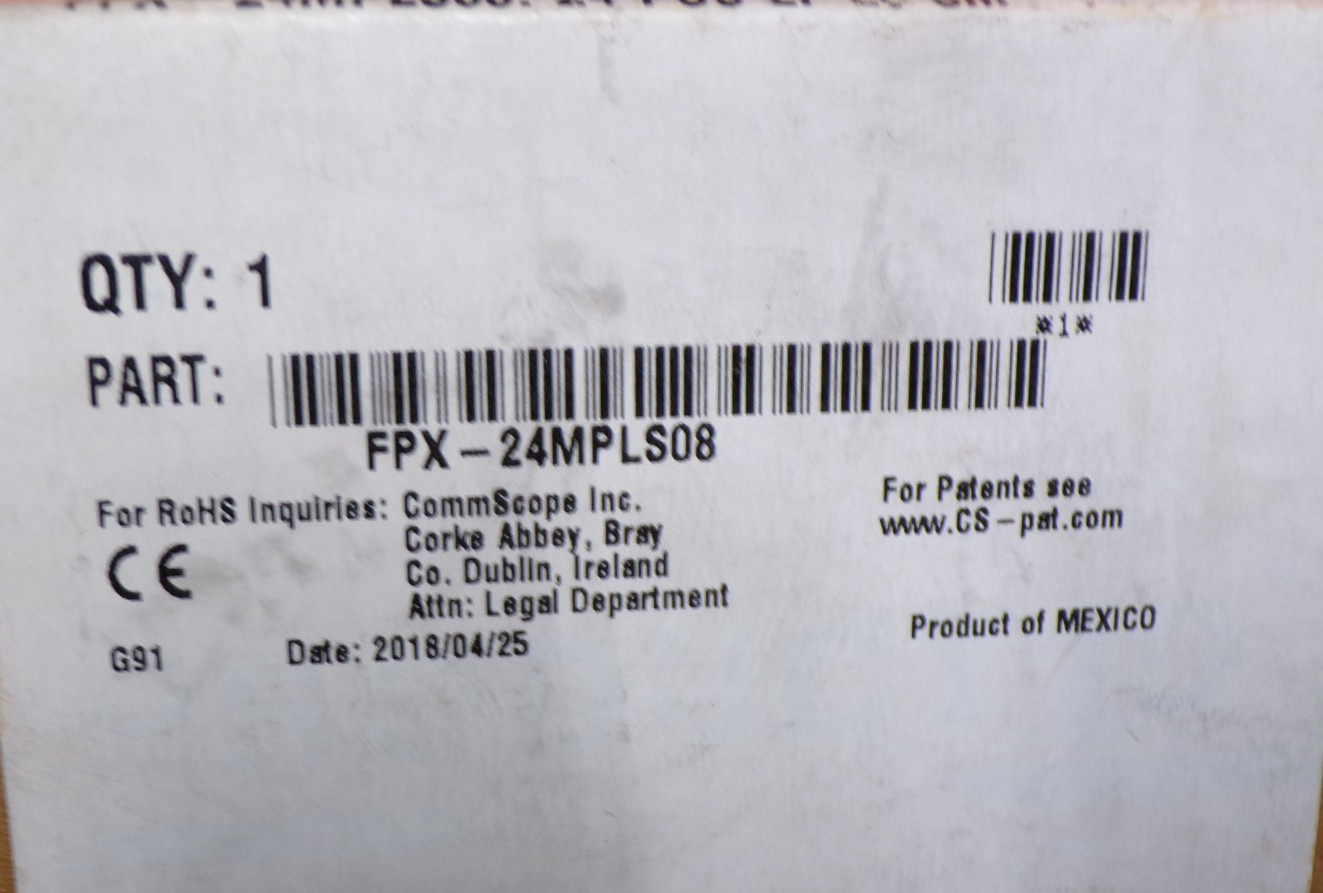 QTY: 1
*1*
PART:
FPX-24MPLS08
For RoHS Inquiries: CommScope Inc.
Corke Abbey, Bray
Co. Dublin, Ireland
Attn: Legal Department
For Patents see
www.CS-pat.com
CE
Product of MEXICO
G91 Date: 2018/04/25